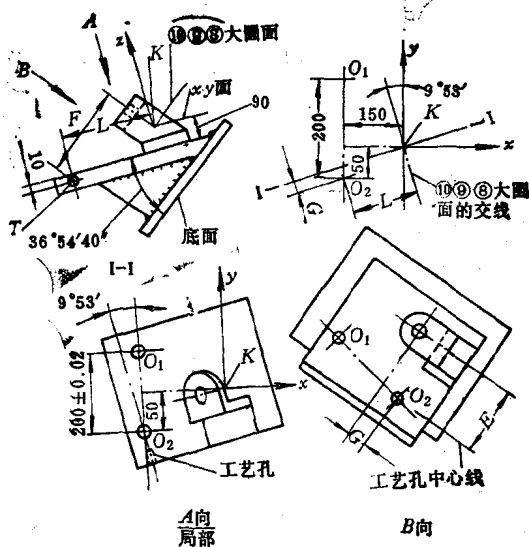 A
z
K
⑩⑨⑧大圆面
B
F
L
xy面
90
10
T
36°54′40″
底面
y
O₁
9°53′
K
200
150
I
x
50
I
O₂
G
L
⑩⑨⑧大圆
面的交线
I-I
9°53′
y
O₁
K
x
200±0.02
50
O₂
工艺孔
A向
局部
O₁
O₂
E
G
工艺孔中心线
B向